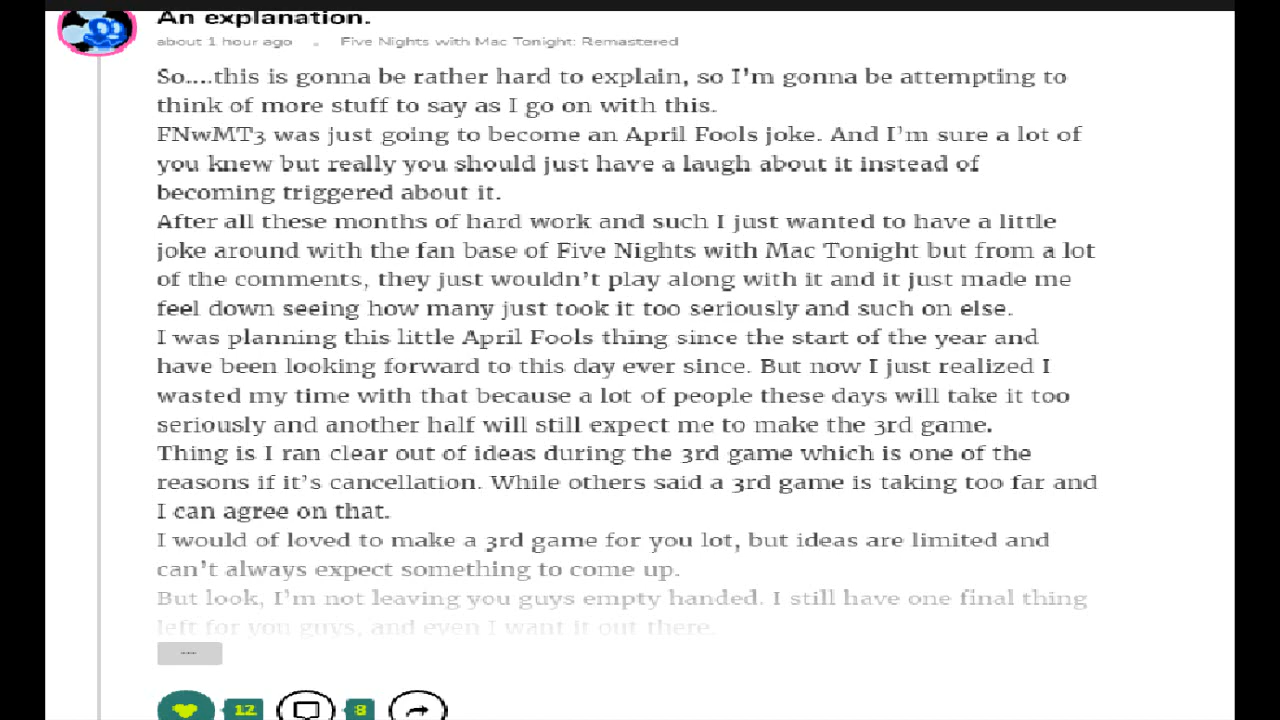 An explanation.
about 1 hour ago . Five Nights with Mac Tonight: Remastered
So....this is gonna be rather hard to explain, so I'm gonna be attempting to
think of more stuff to say as I go on with this.
FNwMT3 was just going to become an April Fools joke. And I'm sure a lot of
you knew but really you should just have a laugh about it instead of
becoming triggered about it.
After all these months of hard work and such I just wanted to have a little
joke around with the fan base of Five Nights with Mac Tonight but from a lot
of the comments, they just wouldn't play along with it and it just made me
feel down seeing how many just took it too seriously and such on else.
I was planning this little April Fools thing since the start of the year and
have been looking forward to this day ever since. But now I just realized I
wasted my time with that because a lot of people these days will take it too
seriously and another half will still expect me to make the 3rd game.
Thing is I ran clear out of ideas during the 3rd game which is one of the
reasons if it's cancellation. While others said a 3rd game is taking too far and
I can agree on that.
I would of loved to make a 3rd game for you lot, but ideas are limited and
can't always expect something to come up.
But look, I'm not leaving you guys empty handed. I still have one final thing
left for you guys, and even I want it out there.
12 8